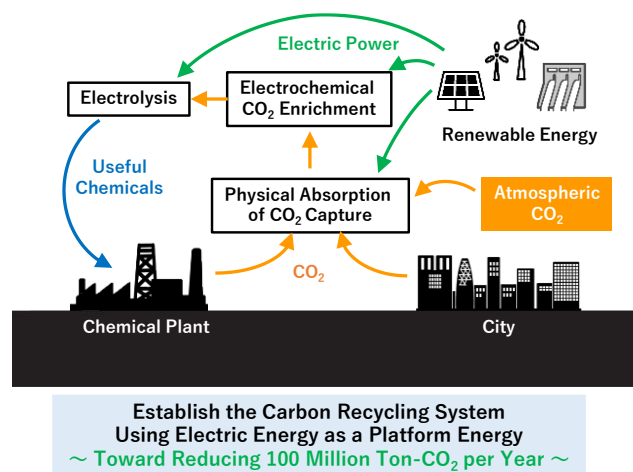 Electric Power
Electrolysis
Electrochemical
CO₂ Enrichment
Renewable Energy
Useful
Chemicals
Physical Absorption
of CO₂ Capture
Atmospheric
CO₂
CO₂
Chemical Plant
City
Establish the Carbon Recycling System
Using Electric Energy as a Platform Energy
～ Toward Reducing 100 Million Ton-CO₂ per Year ～